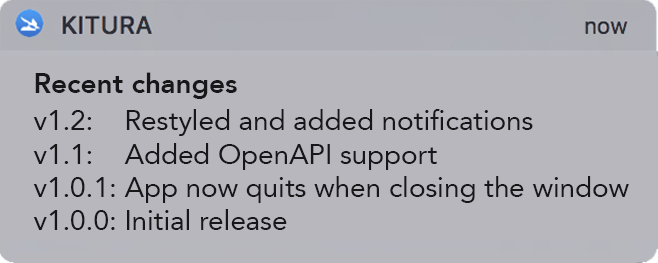 KITURA now
Recent changes
v1.2: Restyled and added notifications
v1.1: Added OpenAPI support
v1.0.1: App now quits when closing the window
v1.0.0: Initial release